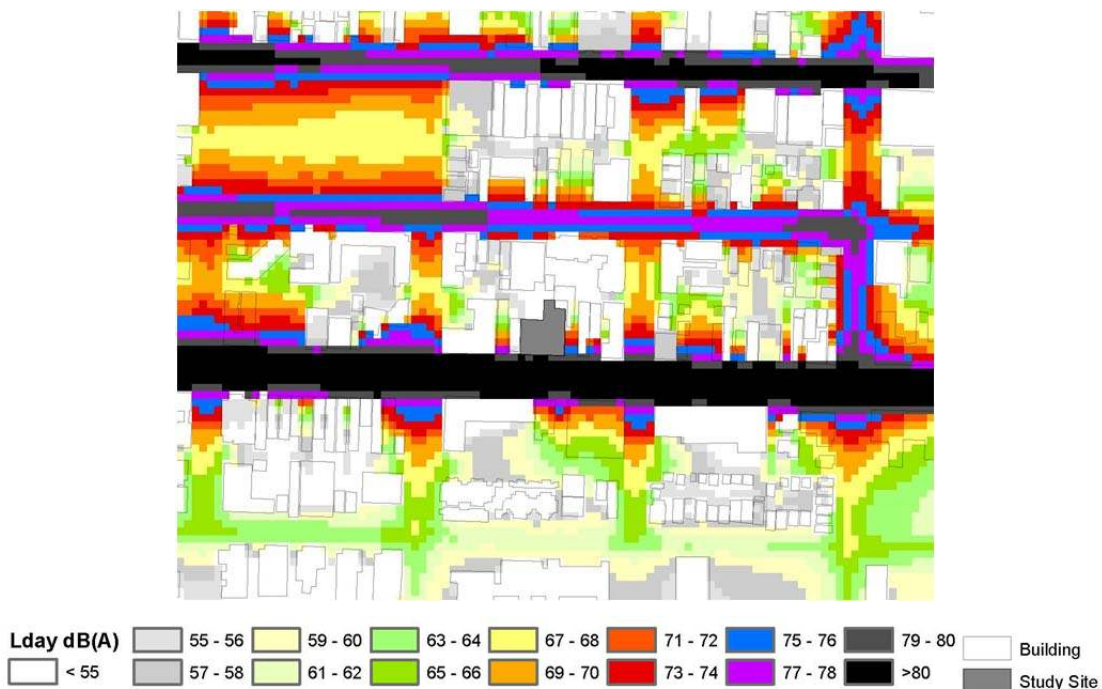 Lday dB(A) 55 - 56 59 - 60 63 - 64 67 - 68 71 - 72 75 - 76 79 - 80 Building
< 55 57 - 58 61 - 62 65 - 66 69 - 70 73 - 74 77 - 78 >80 Study Site